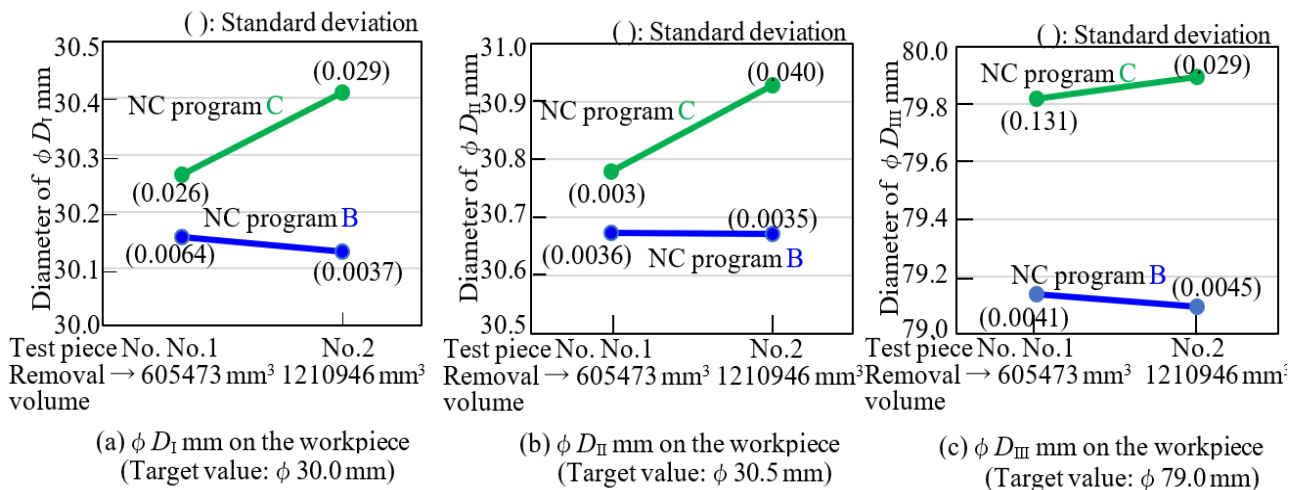 ( ): Standard deviation
Diameter of ϕ D_I mm
30.5
30.4
30.3
30.2
30.1
30.0
(0.029)
NC program C
(0.026)
NC program B
(0.0064)
(0.0037)
Test piece No. No.1 No.2
Removal → 605473 mm³ 1210946 mm³
volume
(a) ϕ D_I mm on the workpiece
(Target value: ϕ 30.0 mm)
( ): Standard deviation
Diameter of ϕ D_II mm
31.0
30.9
30.8
30.7
30.6
30.5
(0.040)
NC program C
(0.003)
(0.0035)
(0.0036)
NC program B
No.1 No.2
Removal → 605473 mm³ 1210946 mm³
volume
Test piece No.
(b) ϕ D_II mm on the workpiece
(Target value: ϕ 30.5 mm)
( ): Standard deviation
Diameter of ϕ D_III mm
80.0
79.8
79.6
79.4
79.2
79.0
NC program C
(0.029)
(0.131)
NC program B
(0.0045)
(0.0041)
Test piece No. No.1 No.2
Removal → 605473 mm³ 1210946 mm³
volume
(c) ϕ D_III mm on the workpiece
(Target value: ϕ 79.0 mm)